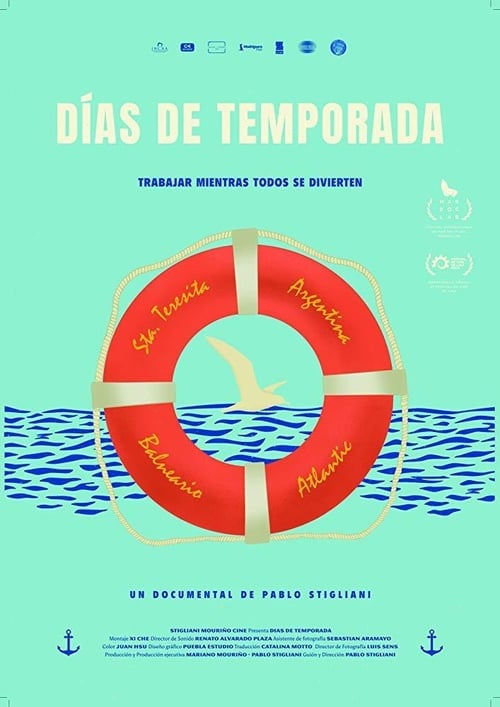 DÍAS DE TEMPORADA
TRABAJAR MIENTRAS TODOS SE DIVIERTEN
Sta. Teresita
Argentina
Balneario
Atlantic
UN DOCUMENTAL DE PABLO STIGLIANI
STIGLIANI MOURIÑO CINE Presenta DIAS DE TEMPORADA
Montaje XI CHE Director de Sonido RENATO ALVARADO PLAZA Asistente de fotografía SEBASTIAN ARAMAYO
Color JUAN HSU Diseño gráfico PUEBLA ESTUDO Traducción CATALINA MOTTO Director de Fotografía LUIS SENS
Producción y Producción ejecutiva MARIANO MOURIÑO - PABLO STIGLIANI Guión y Dirección PABLO STIGLIANI